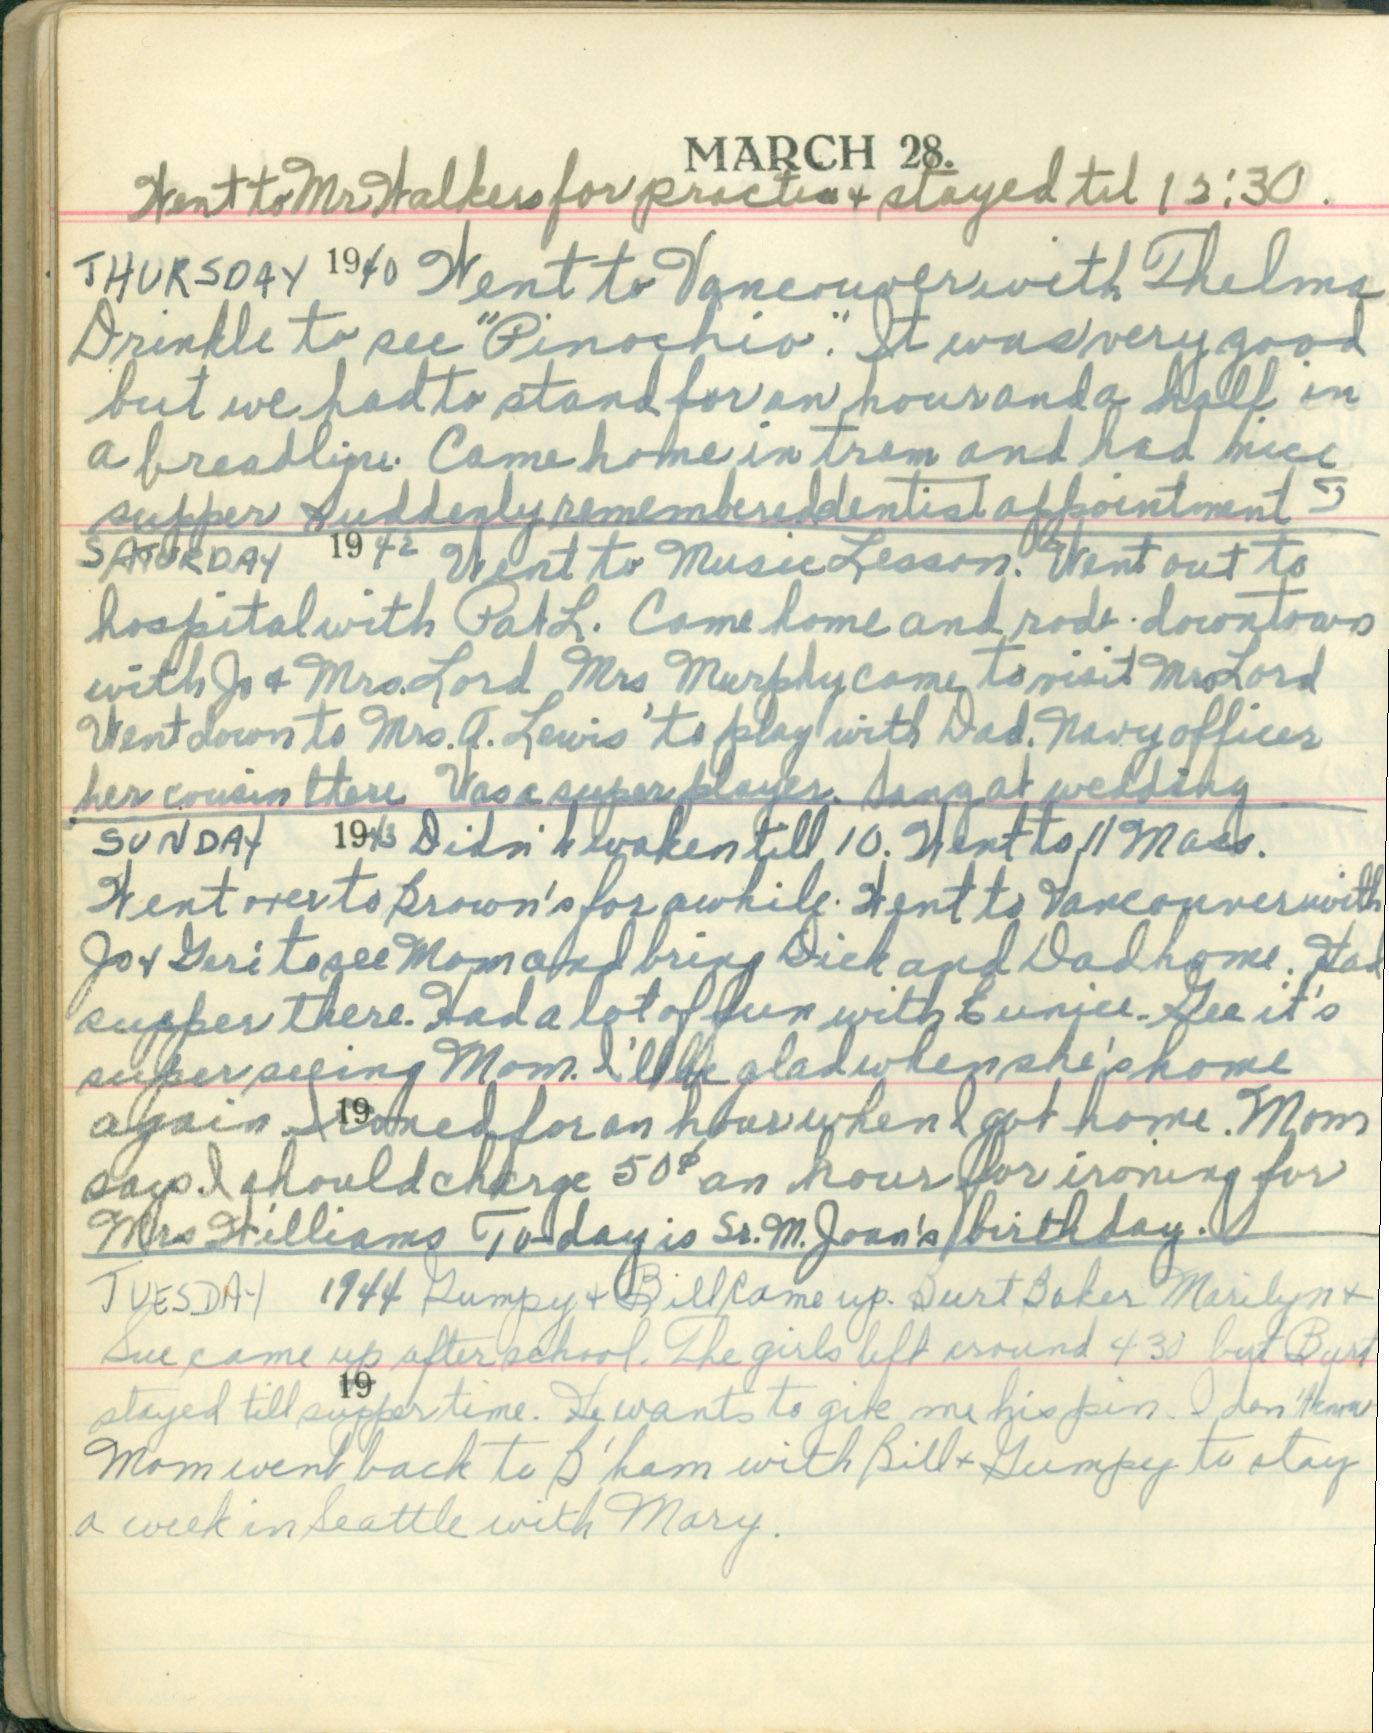 MARCH 28.
Went to Mr. Walkers for practice & stayed til 12:30.
THURSDAY 1940 Went to Vancouver with Thelma
Drinkle to see "Pinochio". It was very good
but we had to stand for an hour and a half in
a breadline. Came home in tram and had nice
supper & suddenly remembered dentist appointment
SATURDAY 1942 Went to Music Lesson. Went out to
hospital with Pat L. Came home and rode downtown
with Jo & Mrs. Lord Mrs Murphy came to visit Mrs Lord
Went down to Mrs. A. Lewis' to play with Dad. Navy officer
her cousin there Was a super player. Sang at wedding
SUNDAY 1943 Didn't waken till 10. Went to 11 Mass.
Went over to Brown's for awhile. Went to Vancouver with
Jo & Geri to see Mom and bring Dick and Dad home. Had
supper there. Had a lot of fun with Eunice. Gee it's
super seeing Mom. I'll be glad when she's home
again 19 Ironed for an hour when I got home. Mom
says I should charge 50¢ an hour for ironing for
Mrs Williams To-day is Sr. M. Joan's birthday.
TUESDAY 1944 Gumpy & Bill came up. Burt Baker Marilyn &
Sue came up after school. The girls left around 4 30 but Burt
19
stayed till supper time. He wants to give me his pin. I don't know
Mom went back to B'ham with Bill & Gumpy to stay
a week in Seattle with Mary.